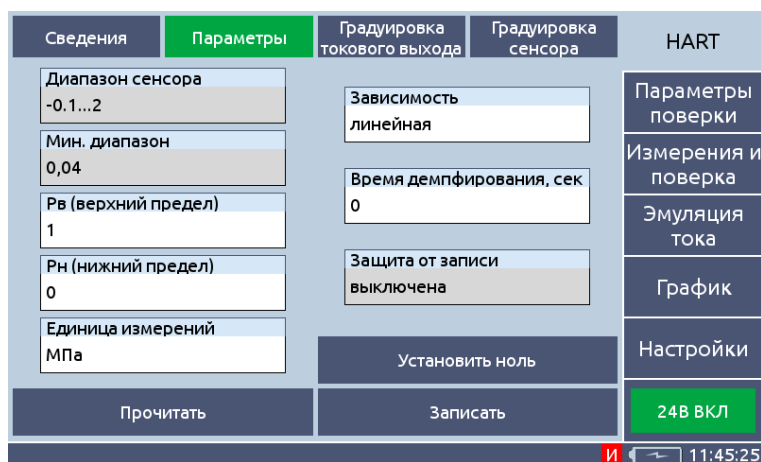 Сведения
Параметры
Градуировка
токового выхода
Градуировка
сенсора
HART
Диапазон сенсора
-0.1...2
Мин. диапазон
0,04
Рв (верхний предел)
1
Рн (нижний предел)
0
Единица измерений
МПа
Зависимость
линейная
Время демпфирования, сек
0
Защита от записи
выключена
Установить ноль
Прочитать
Записать
Параметры
поверки
Измерения и
поверка
Эмуляция
тока
График
Настройки
24В ВКЛ
И
11:45:25